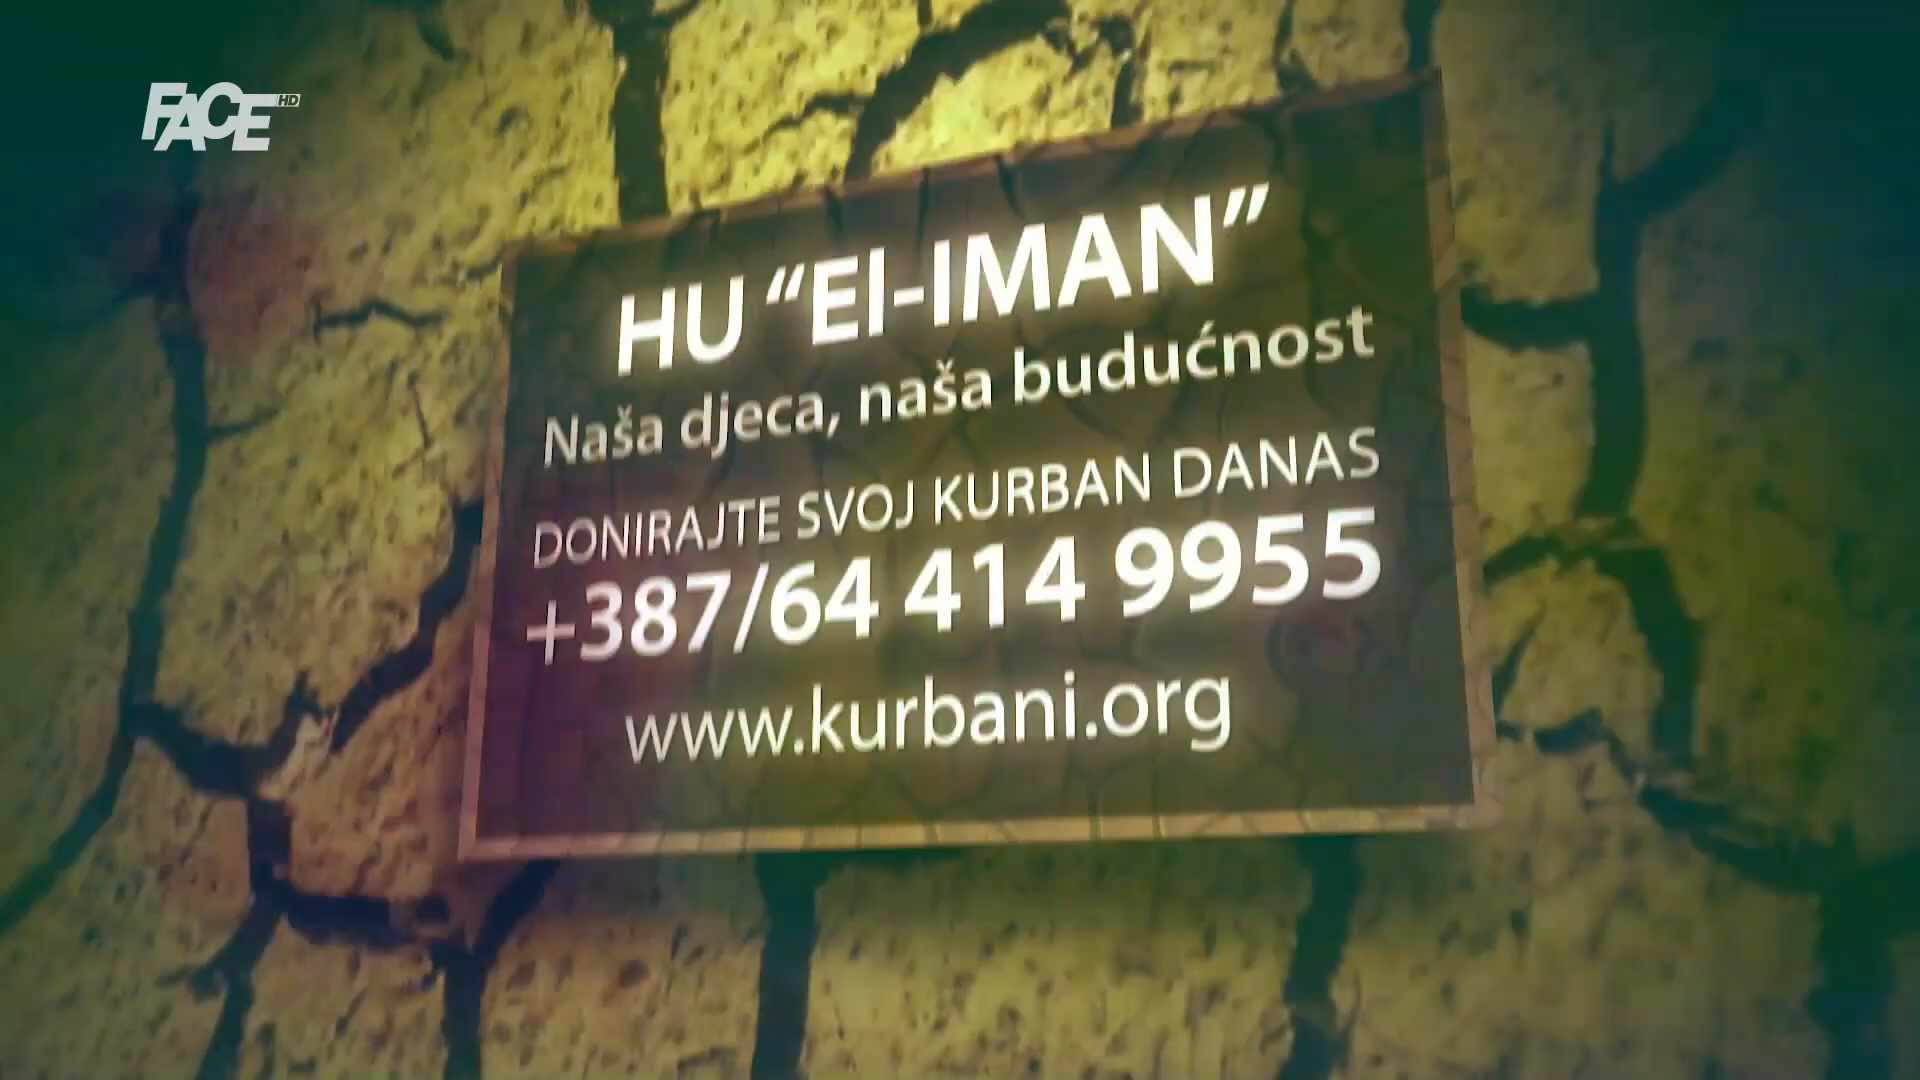 FACE HD
HU “El-IMAN”
Naša djeca, naša budućnost
DONIRAJTE SVOJ KURBAN DANAS
+387/64 414 9955
www.kurbani.org